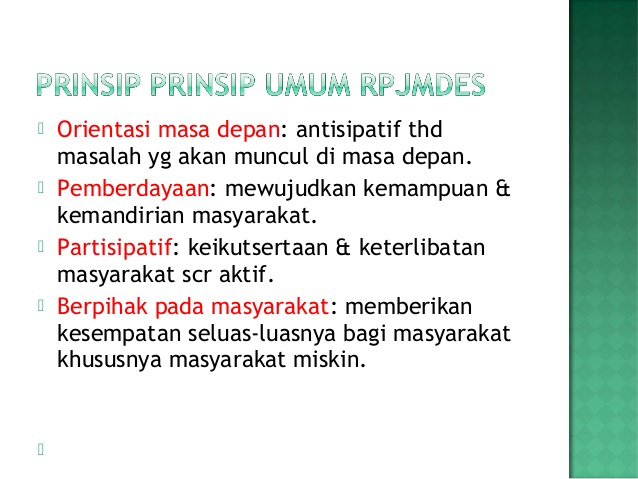 PRINSIP PRINSIP UMUM RPJMDES
Orientasi masa depan: antisipatif thd
masalah yg akan muncul di masa depan.
Pemberdayaan: mewujudkan kemampuan &
kemandirian masyarakat.
Partisipatif: keikutsertaan & keterlibatan
masyarakat scr aktif.
Berpihak pada masyarakat: memberikan
kesempatan seluas-luasnya bagi masyarakat
khususnya masyarakat miskin.